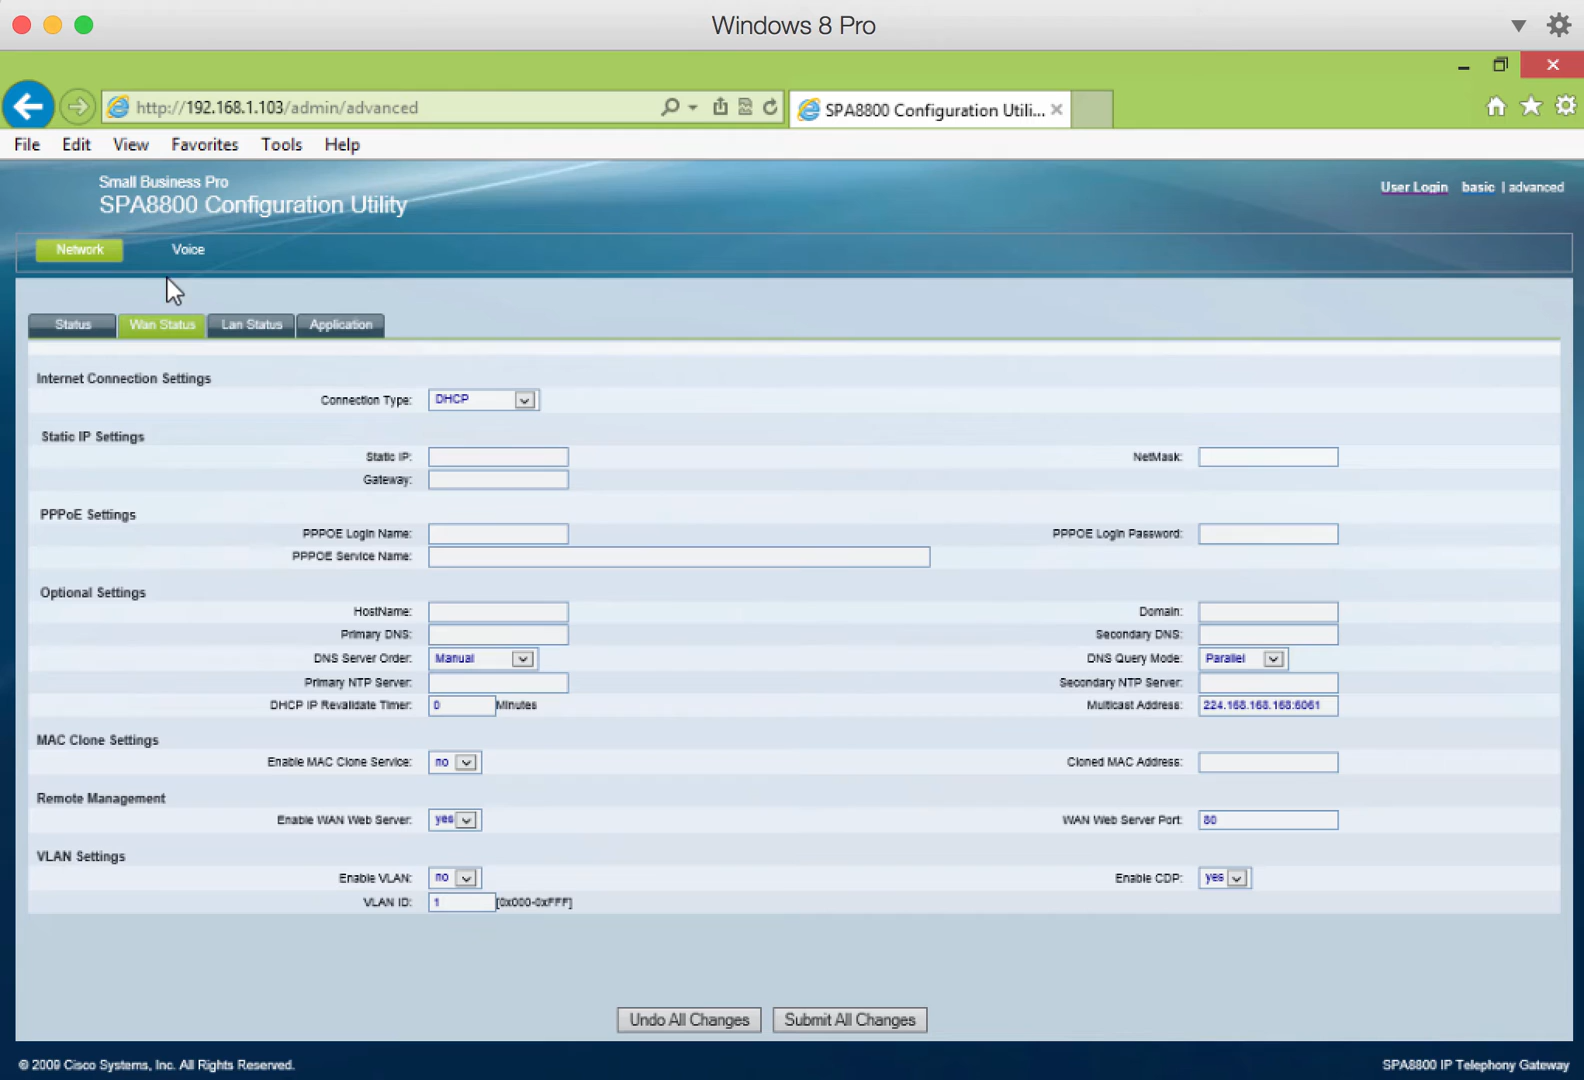 Windows 8 Pro
http://192.168.1.103/admin/advanced
SPA8800 Configuration Utili...
File Edit View Favorites Tools Help
Small Business Pro
SPA8800 Configuration Utility
User Login basic | advanced
Network Voice
Status Wan Status Lan Status Application
Internet Connection Settings
Connection Type: DHCP
Static IP Settings
Static IP: NetMask:
Gateway:
PPPoE Settings
PPPOE Login Name: PPPOE Login Password:
PPPOE Service Name:
Optional Settings
HostName: Domain:
Primary DNS: Secondary DNS:
DNS Server Order: Manual DNS Query Mode: Parallel
Primary NTP Server: Secondary NTP Server:
DHCP IP Revalidate Timer: 0 Minutes Multicast Address: 224.168.168.168:6061
MAC Clone Settings
Enable MAC Clone Service: no Cloned MAC Address:
Remote Management
Enable WAN Web Server: yes WAN Web Server Port: 80
VLAN Settings
Enable VLAN: no Enable CDP: yes
VLAN ID: 1 [0x000-0xFFF]
Undo All Changes Submit All Changes
© 2009 Cisco Systems, Inc. All Rights Reserved. SPA8800 IP Telephony Gateway